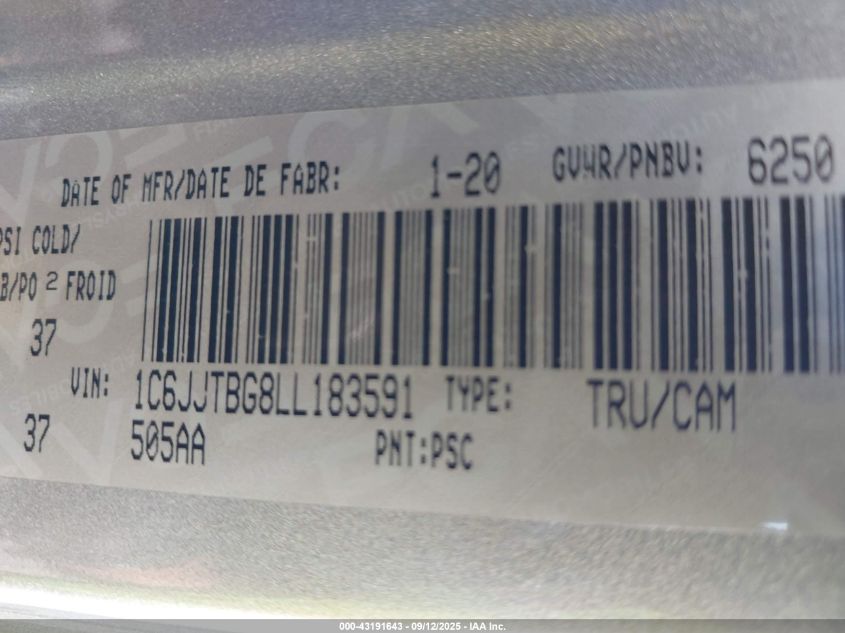 DATE OF MFR/DATE DE FABR: 1-20 GVWR/PNBV: 6250
PSI COLD/
B/PO 2 FROID
37
VIN: 1C6JJTBG8LL183591 TYPE: TRU/CAM
37 505AA PNT:PSC
000-43191643 - 09/12/2025 - IAA Inc.